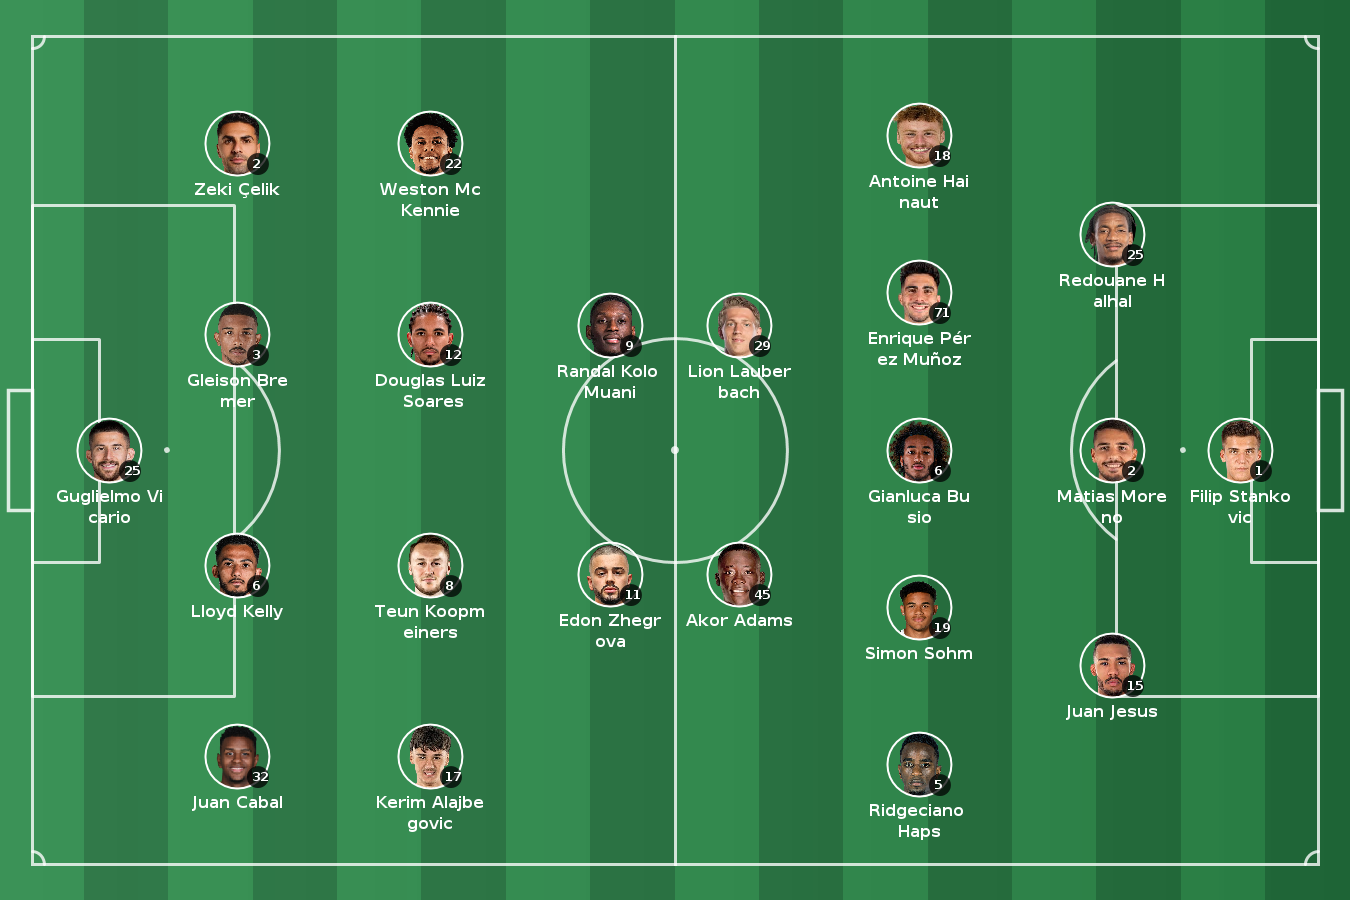 2
Zeki Çelik
22
Weston Mc
Kennie
18
Antoine Hai
naut
25
Redouane H
alhal
3
Gleison Bre
mer
12
Douglas Luiz
Soares
9
Randal Kolo
Muani
29
Lion Lauber
bach
71
Enrique Pér
ez Muñoz
25
Guglielmo Vi
cario
6
Gianluca Bu
sio
2
Matias More
no
1
Filip Stanko
vic
6
Lloyd Kelly
8
Teun Koopm
einers
11
Edon Zhegr
ova
45
Akor Adams
19
Simon Sohm
15
Juan Jesus
32
Juan Cabal
17
Kerim Alajbe
govic
5
Ridgeciano
Haps